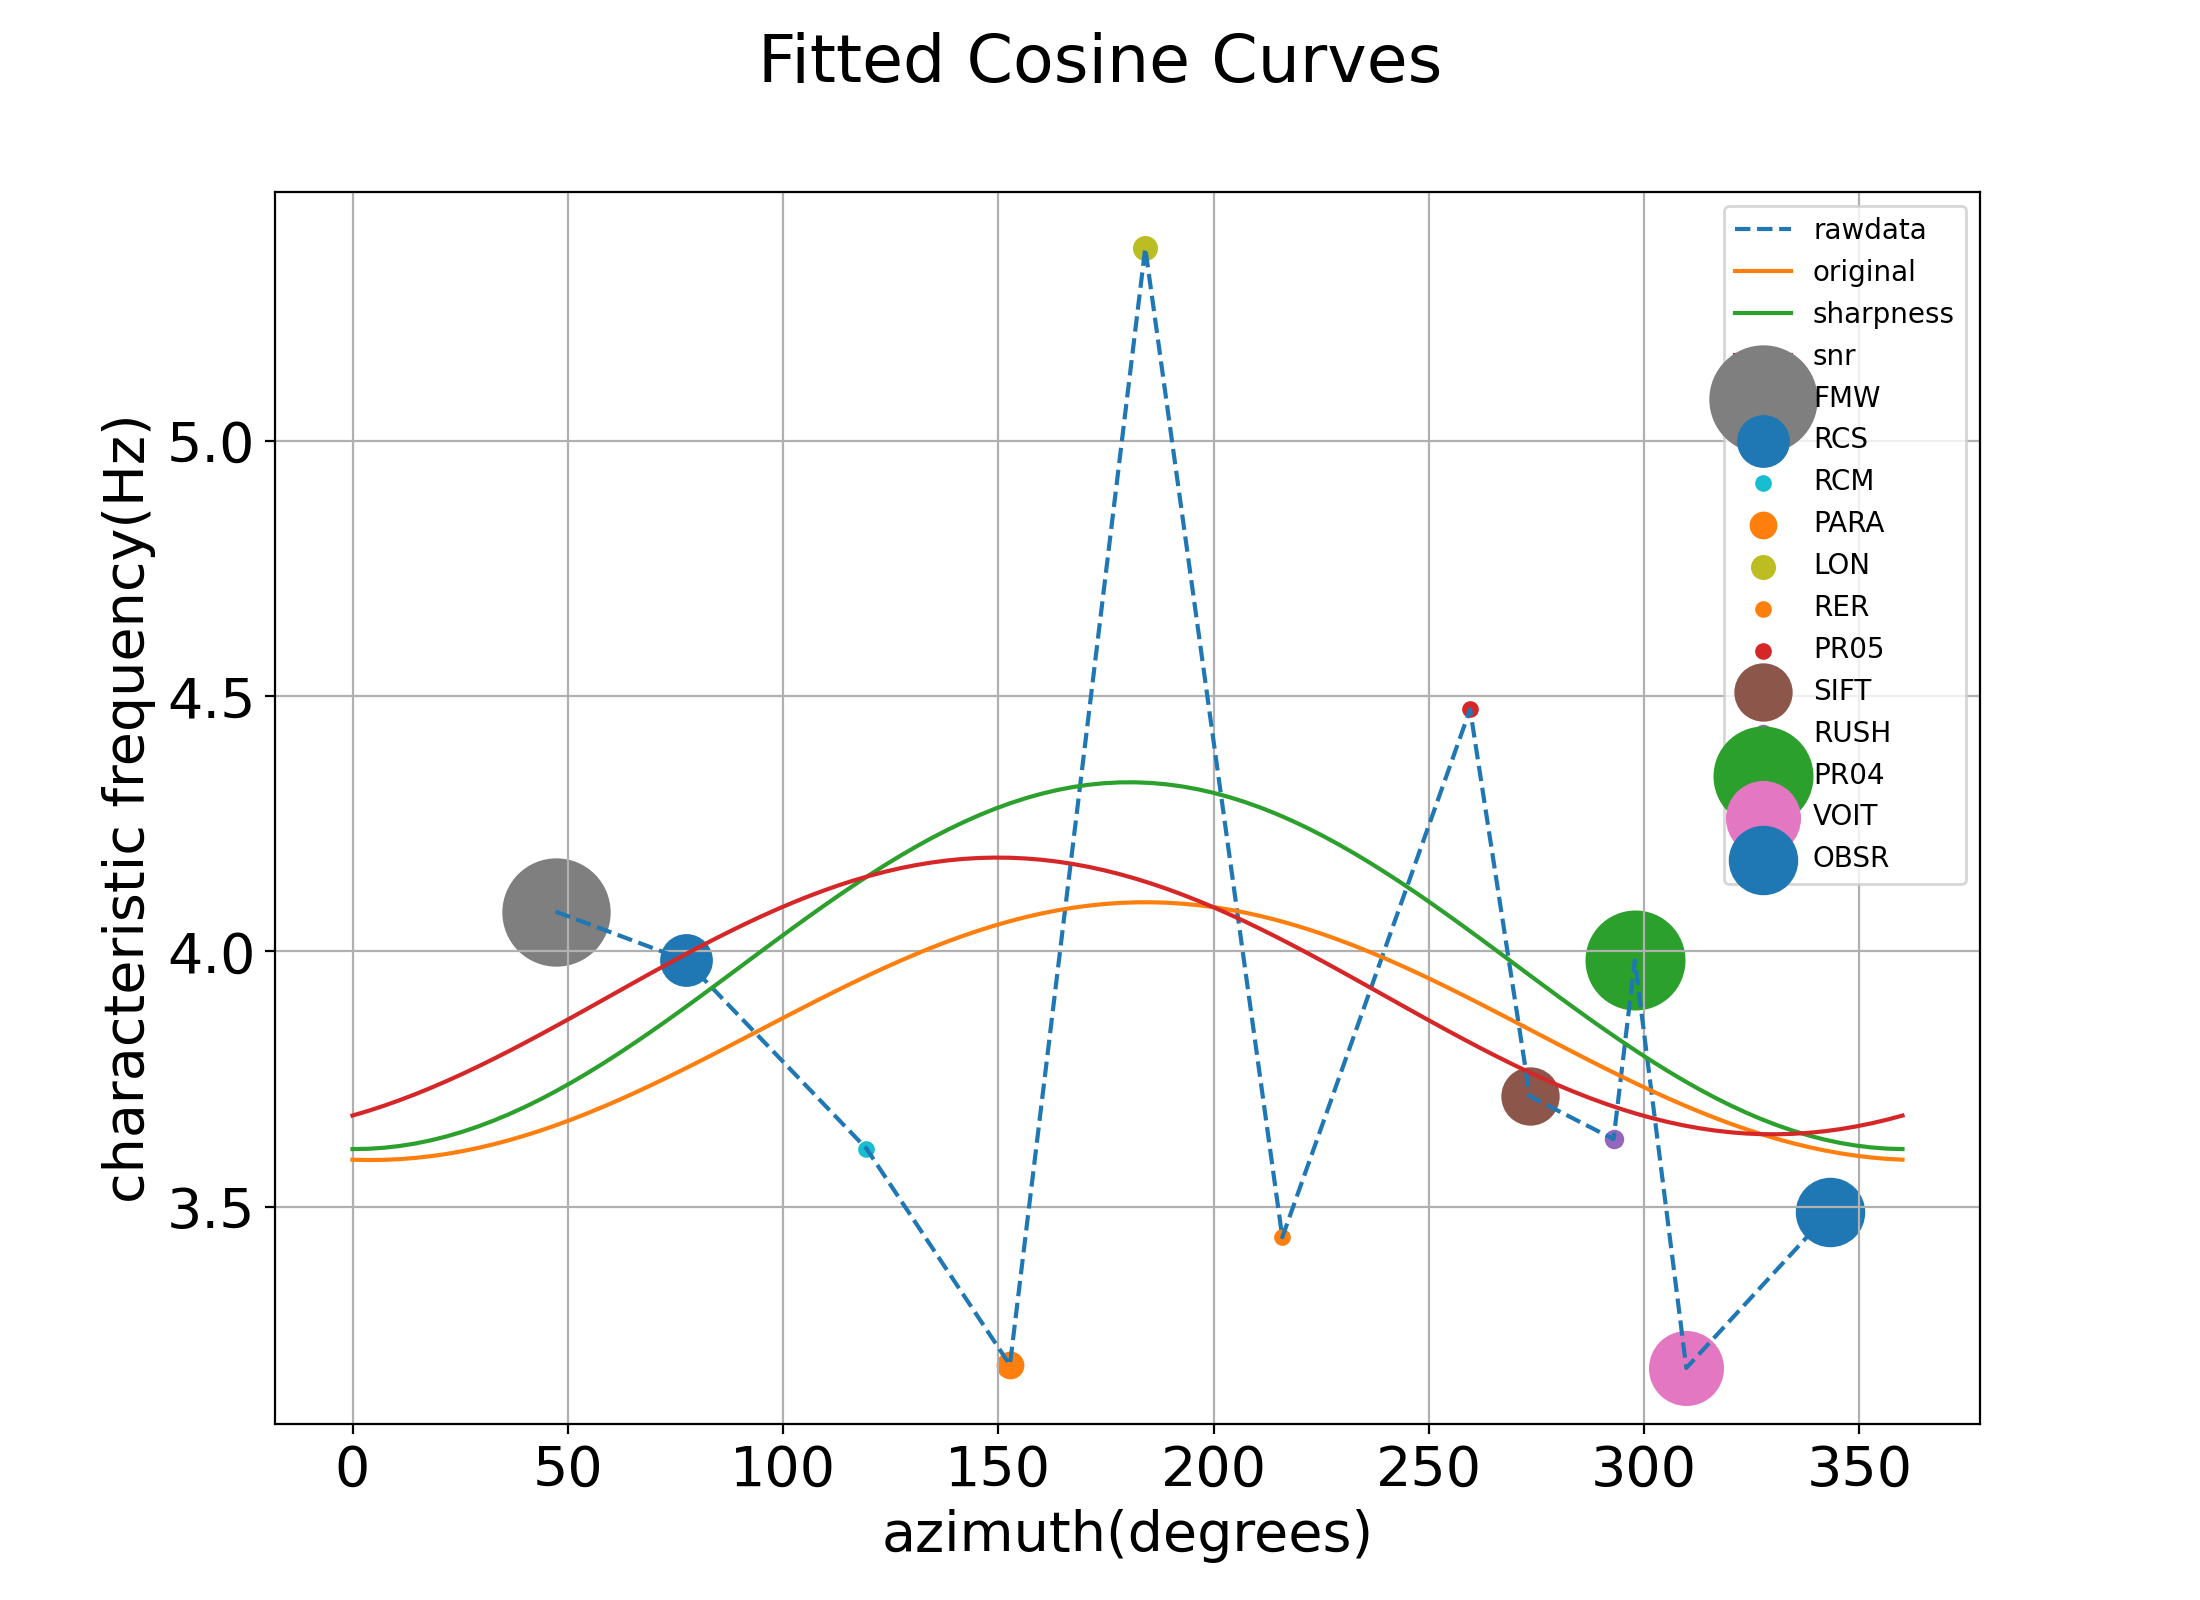 Fitted Cosine Curves
characteristic frequency(Hz)
5.0
4.5
4.0
3.5
rawdata
original
sharpness
snr
FMW
RCS
RCM
PARA
LON
RER
PR05
SIFT
RUSH
PR04
VOIT
OBSR
0 50 100 150 200 250 300 350
azimuth(degrees)